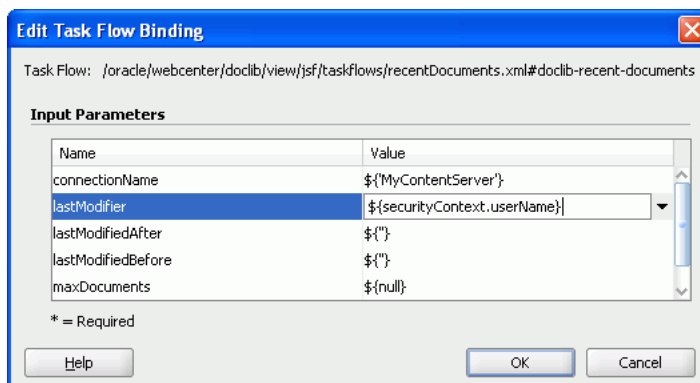 Edit Task Flow Binding
Task Flow: /oracle/webcenter/doclib/view/jsf/taskflows/recentDocuments.xml#doclib-recent-documents
Input Parameters
Name Value
connectionName ${'MyContentServer'}
lastModifier ${securityContext.userName}
lastModifiedAfter ${''}
lastModifiedBefore ${''}
maxDocuments ${null}
* = Required
Help OK Cancel